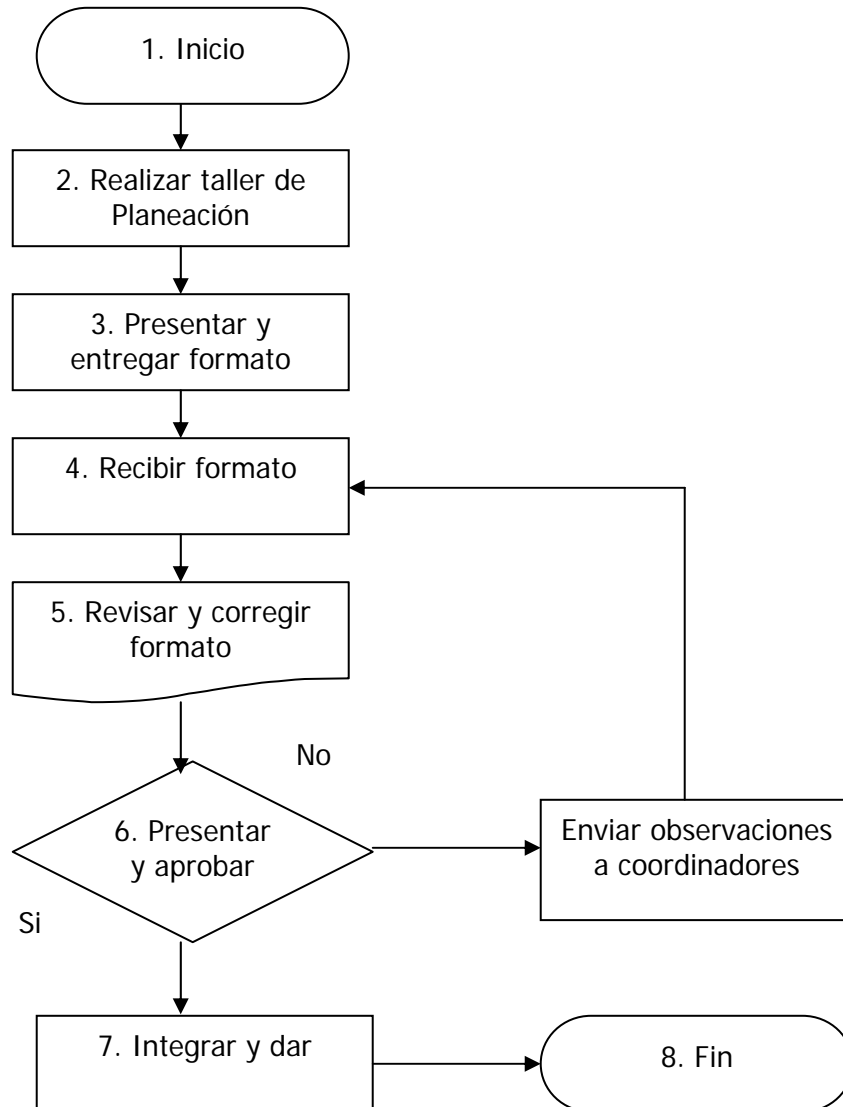 1. Inicio
2. Realizar taller de
Planeación
3. Presentar y
entregar formato
4. Recibir formato
5. Revisar y corregir
formato
No
6. Presentar
y aprobar
Enviar observaciones
a coordinadores
Si
7. Integrar y dar
8. Fin